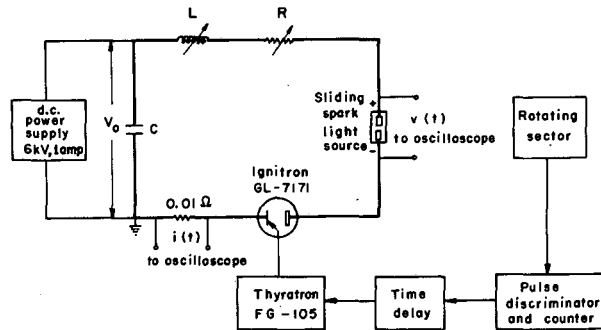 L
R
d.c.
power
supply
6kV, 1amp
V₀
C
Sliding
spark
light
source
+
-
v (t)
to oscilloscope
Rotating
sector
Ignitron
GL-7171
0.01 Ω
i(t)
to oscilloscope
Thyratron
FG -105
Time
delay
Pulse
discriminator
and counter